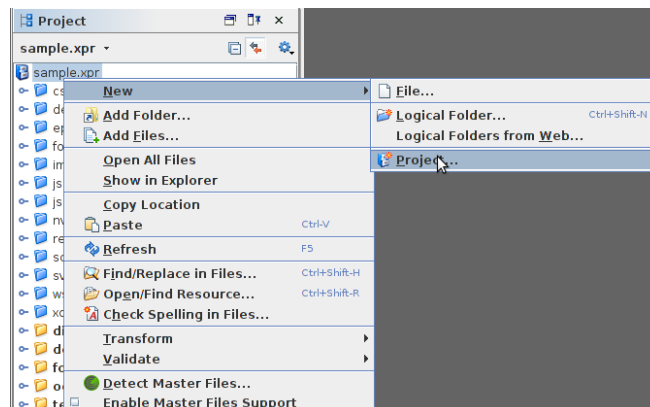 Project
sample.xpr
sample.xpr
New
Add Folder...
Add Files...
Open All Files
Show in Explorer
Copy Location
Paste Ctrl-V
Refresh F5
Find/Replace in Files... Ctrl+Shift-H
Open/Find Resource... Ctrl+Shift-R
Check Spelling in Files...
Transform
Validate
Detect Master Files...
Enable Master Files Support
File...
Logical Folder... Ctrl+Shift-N
Logical Folders from Web...
Project...